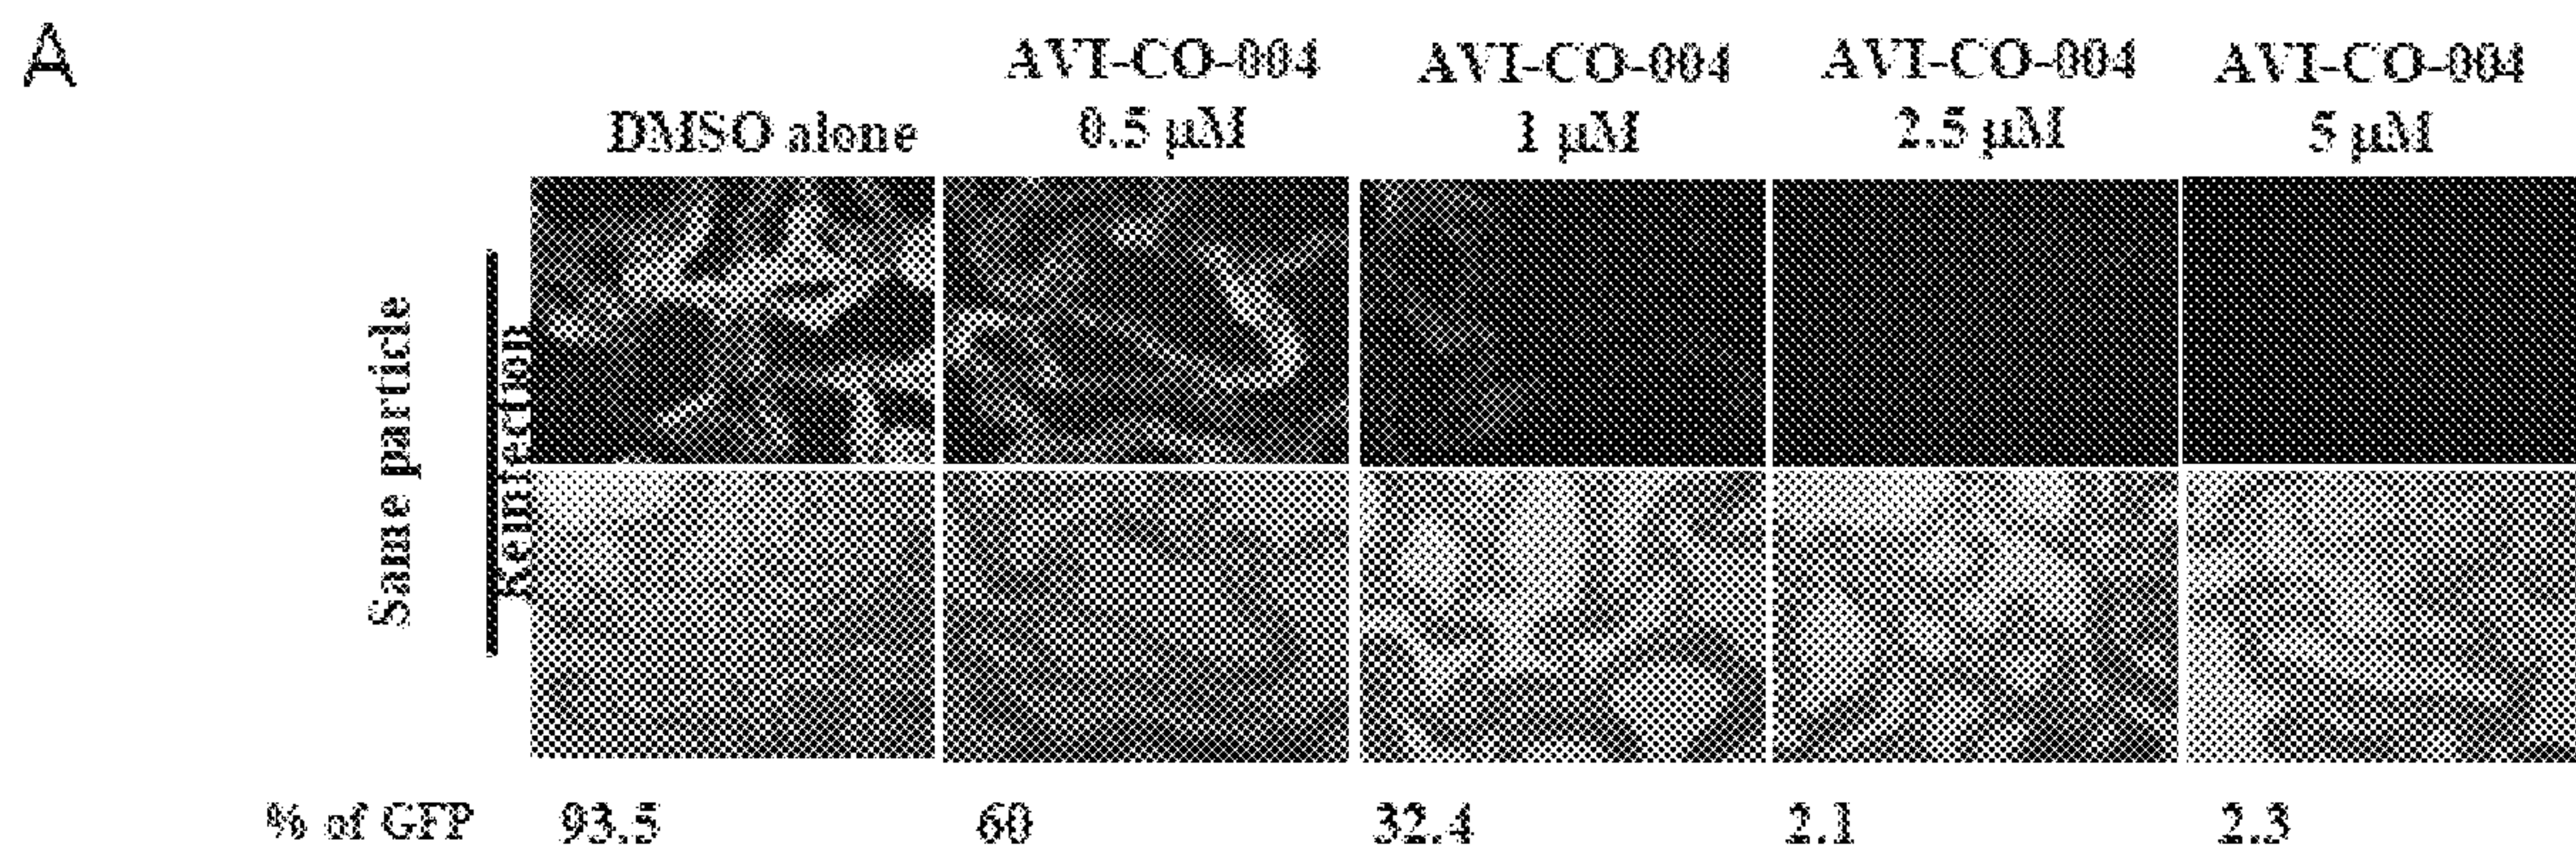 A
AVI-CO-004 AVI-CO-004 AVI-CO-004 AVI-CO-004
DMSO alone 0.5 µM 1 µM 2.5 µM 5 µM
Same particle
Reinfection
% of GFP 93.5 60 32.4 2.1 2.3